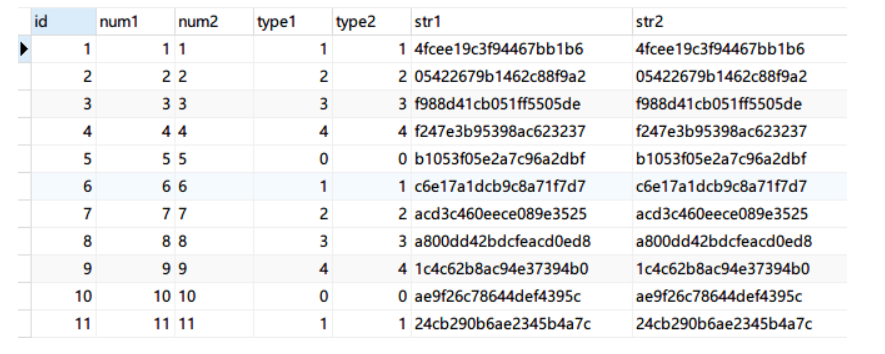 id num1 num2 type1 type2 str1 str2
1 1 1 1 1 4fcee19c3f94467bb1b6 4fcee19c3f94467bb1b6
2 2 2 2 2 05422679b1462c88f9a2 05422679b1462c88f9a2
3 3 3 3 3 f988d41cb051ff5505de f988d41cb051ff5505de
4 4 4 4 4 f247e3b95398ac623237 f247e3b95398ac623237
5 5 5 0 0 b1053f05e2a7c96a2dbf b1053f05e2a7c96a2dbf
6 6 6 1 1 c6e17a1dcb9c8a71f7d7 c6e17a1dcb9c8a71f7d7
7 7 7 2 2 acd3c460eece089e3525 acd3c460eece089e3525
8 8 8 3 3 a800dd42bdcfeacd0ed8 a800dd42bdcfeacd0ed8
9 9 9 4 4 1c4c62b8ac94e37394b0 1c4c62b8ac94e37394b0
10 10 10 0 0 ae9f26c78644def4395c ae9f26c78644def4395c
11 11 11 1 1 24cb290b6ae2345b4a7c 24cb290b6ae2345b4a7c